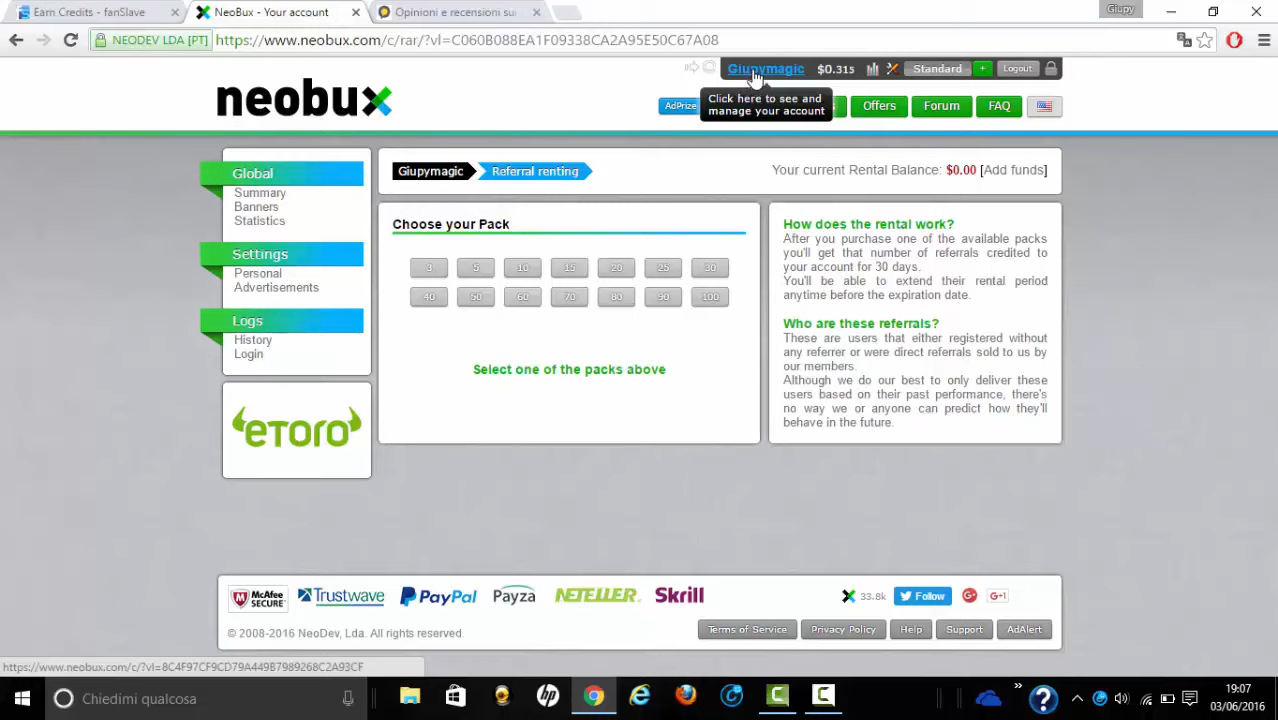 Earn Credits - fanSlave
NeoBux - Your account
Opinioni e recensioni su
Giupy
NEODEV LDA [PT]
https://www.neobux.com/c/rar/?vl=C060B088EA1F09338CA2A95E50C67A08
neobux
Giupymagic $0.315 Standard + Logout
Click here to see and
manage your account
AdPrize
Offers
Forum
FAQ
Global
Summary
Banners
Statistics
Settings
Personal
Advertisements
Logs
History
Login
etoro
Giupymagic
Referral renting
Your current Rental Balance: $0.00 [Add funds]
Choose your Pack
3 5 10 15 20 25 30
40 50 60 70 80 90 100
Select one of the packs above
How does the rental work?
After you purchase one of the available packs
you'll get that number of referrals credited to
your account for 30 days.
You'll be able to extend their rental period
anytime before the expiration date.
Who are these referrals?
These are users that either registered without
any referrer or were direct referrals sold to us by
our members.
Although we do our best to only deliver these
users based on their past performance, there's
no way we or anyone can predict how they'll
behave in the future.
McAfee
SECURE
Trustwave
PayPal
Payza
NETELLER
Skrill
33.8k
Follow
G+1
© 2008-2016 NeoDev, Lda. All rights reserved.
Terms of Service
Privacy Policy
Help
Support
AdAlert
https://www.neobux.com/c/?vl=8C4F97CF9CD79A449B7989268C2A93CF
Chiedimi qualcosa
19:07
03/06/2016